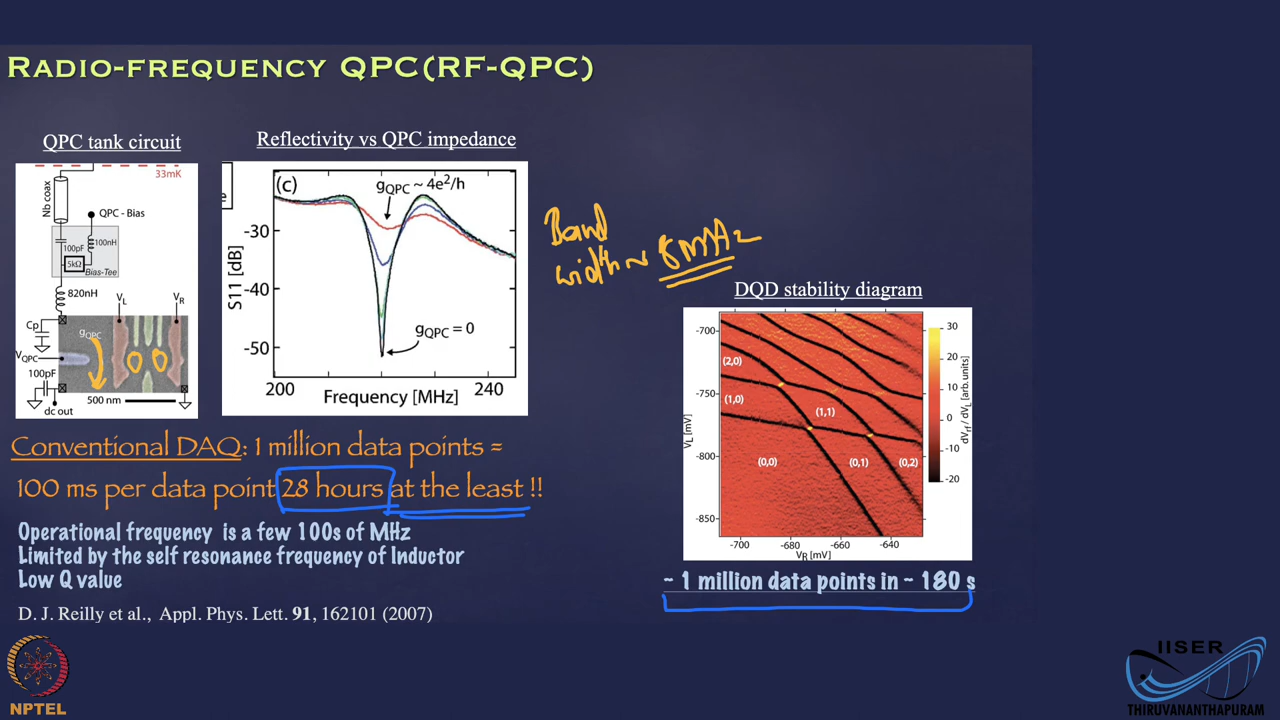 RADIO-FREQUENCY QPC(RF-QPC)
QPC tank circuit
33mK
Nb coax
QPC - Bias
100pF
100nH
5kΩ
Bias-Tee
820nH
VL
VR
Cp
gQPC
VQPC
100pF
500 nm
dc out
Reflectivity vs QPC impedance
(c)
gQPC ~ 4e²/h
gQPC = 0
S11 [dB]
-30
-40
-50
200
240
Frequency [MHz]
Band
width ~ 8MHz
DQD stability diagram
-700
-750
-800
-850
VL [mV]
(2,0)
(1,0)
(1,1)
(0,0)
(0,1)
(0,2)
-700
-680
-660
-640
VR [mV]
30
20
10
0
-10
-20
dVrf / dVL [arb.units]
~ 1 million data points in ~ 180 s
Conventional DAQ: 1 million data points =
100 ms per data point 28 hours at the least !!
Operational frequency is a few 100s of MHz
Limited by the self resonance frequency of Inductor
Low Q value
D. J. Reilly et al., Appl. Phys. Lett. 91, 162101 (2007)
NPTEL
IISER
THIRUVANANTHAPURAM